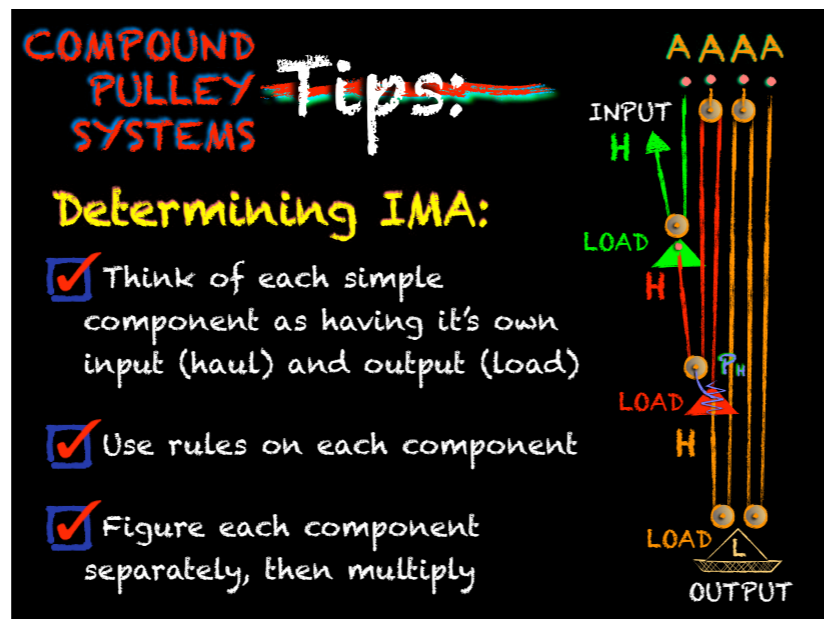 COMPOUND
PULLEY
SYSTEMS
Tips:
Determining IMA:
Think of each simple
component as having it's own
input (haul) and output (load)
Use rules on each component
Figure each component
separately, then multiply
A A A A
INPUT
H
LOAD
H
PH
LOAD
H
LOAD
L
OUTPUT